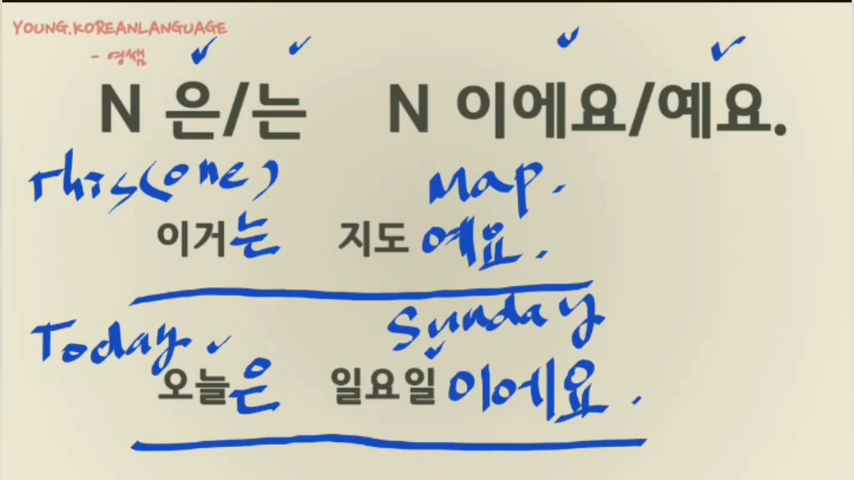 YOUNG.KOREANLANGUAGE
- 영쌤
N 은/는 N 이에요/예요.
This(one) Map.
이거는 지도예요.
Today Sunday
오늘은 일요일이에요.